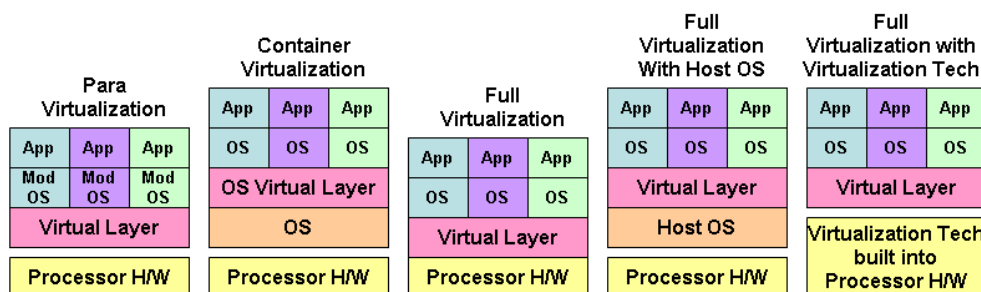 Para
Virtualization
App App App
Mod OS Mod OS Mod OS
Virtual Layer
Processor H/W
Container
Virtualization
App App App
OS OS OS
OS Virtual Layer
OS
Processor H/W
Full
Virtualization
App App App
OS OS OS
Virtual Layer
Processor H/W
Full
Virtualization
With Host OS
App App App
OS OS OS
Virtual Layer
Host OS
Processor H/W
Full
Virtualization with
Virtualization Tech
App App App
OS OS OS
Virtual Layer
Virtualization Tech
built into
Processor H/W